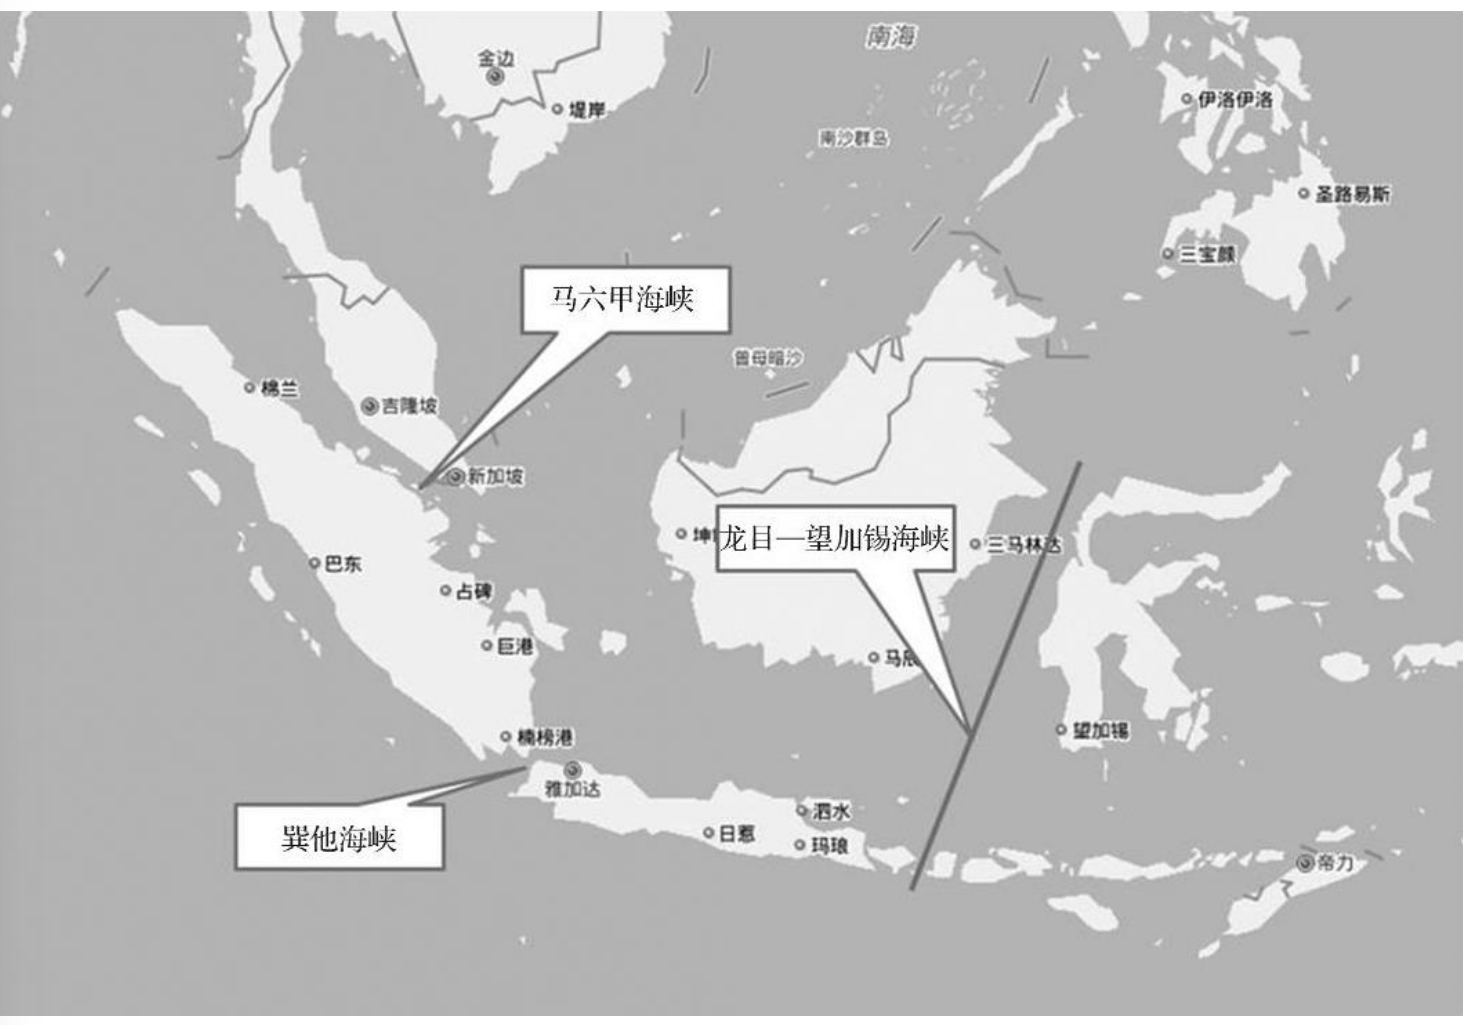 南海
金边
堤岸
伊洛伊洛
南沙群岛
圣路易斯
三宝颜
马六甲海峡
曾母暗沙
棉兰
吉隆坡
新加坡
坤
龙目—望加锡海峡
三马林达
巴东
占碑
巨港
马辰
望加锡
楠榜港
雅加达
泗水
巽他海峡
日惹
玛琅
帝力